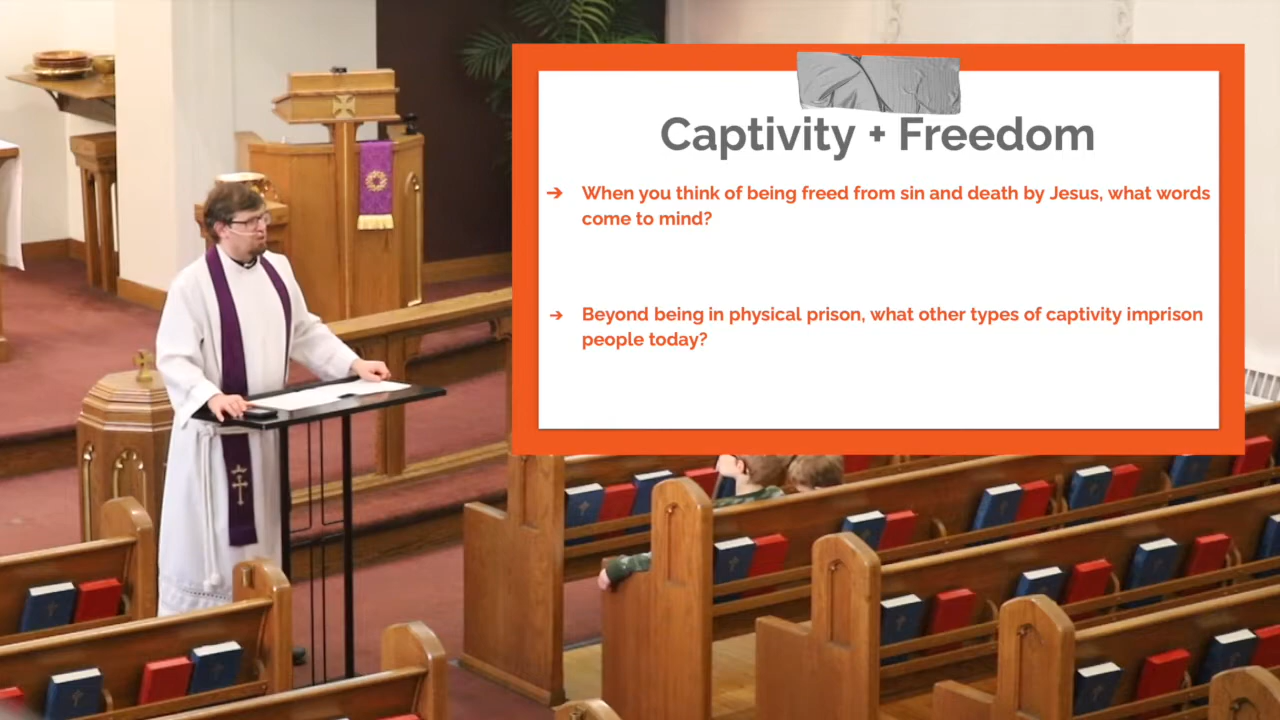 Captivity + Freedom
➔ When you think of being freed from sin and death by Jesus, what words
come to mind?
➔ Beyond being in physical prison, what other types of captivity imprison
people today?